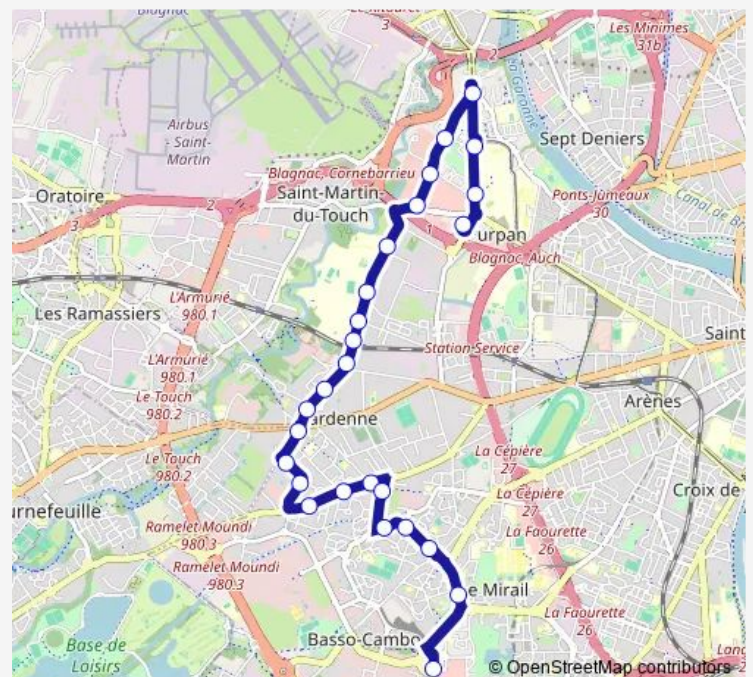 Blagnac
Le Ritouret
3
2
Les Minimes
31b
La Garonne
Airbus
- Saint-
Martin
Sept Deniers
Blagnac, Cornebarrieu
Oratoire
2
Saint-Martin-
du-Touch
Ponts-Jumeaux
30
3
1
urpan
Blagnac, Auch
L'Armurié
980.1
Les Ramassiers
Station-Service
Saint
L'Armurié
980.1
Le Touch
980.2
Arènes
ardenne
La Cépière
27
Le Touch
980.2
La Cépière
27
Croix de
urnefeuille
Ramelet Moundi
980.3
La Faourette
26
Ramelet Moundi
980.3
e Mirail
La Faourette
26
Basso-Cambo
Base de
Loisirs
© OpenStreetMap contributors